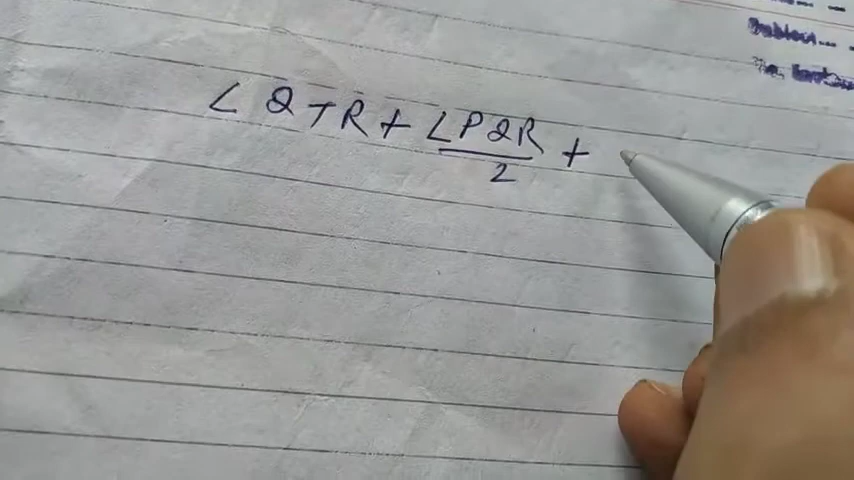 ∠QTR + ∠PQR/2 +